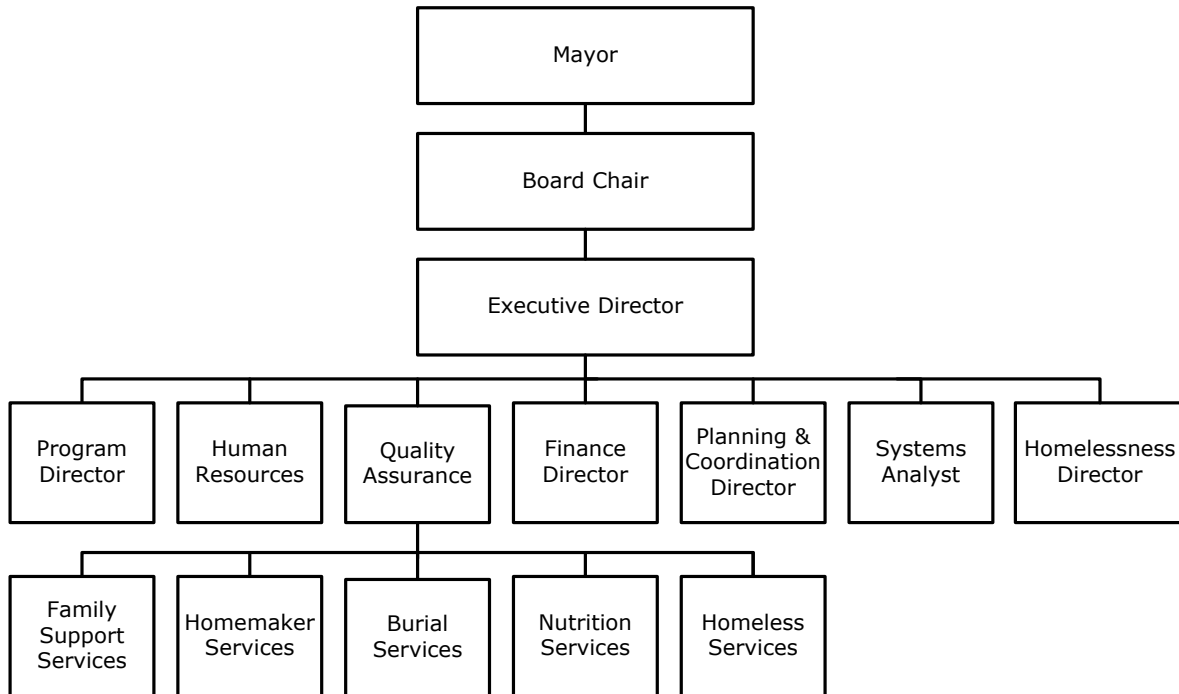 Mayor
Board Chair
Executive Director
Program
Director
Human
Resources
Quality
Assurance
Finance
Director
Planning &
Coordination
Director
Systems
Analyst
Homelessness
Director
Family
Support
Services
Homemaker
Services
Burial
Services
Nutrition
Services
Homeless
Services